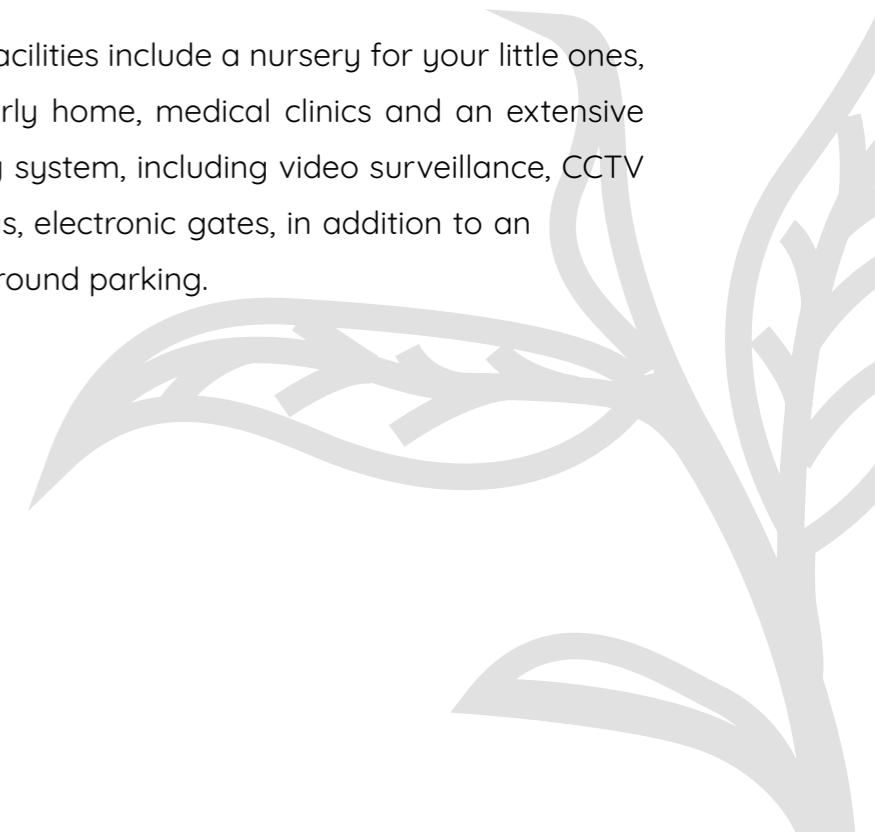 acilities include a nursery for your little ones,
rly home, medical clinics and an extensive
system, including video surveillance, CCTV
s, electronic gates, in addition to an
round parking.